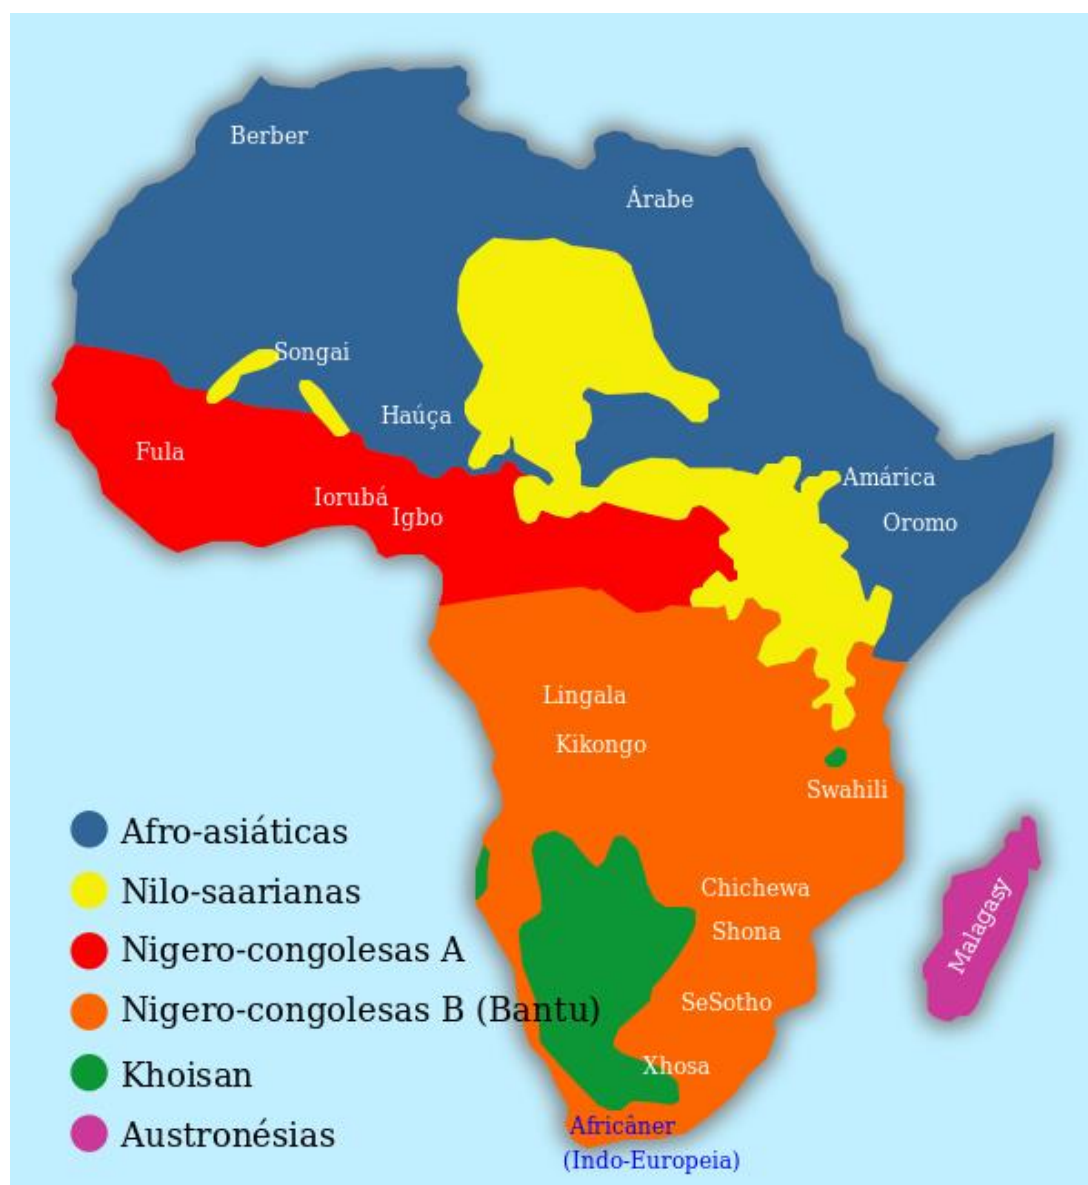 Berber
Árabe
Songai
Haúça
Fula
Amárica
Iorubá
Igbo
Oromo
Lingala
Kikongo
Swahili
Afro-asiáticas
Nilo-saarianas
Chichewa
Malagasy
Shona
Nigero-congolesas A
Nigero-congolesas B (Bantu)
SeSotho
Khoisan
Xhosa
Austronésias
Africâner
(Indo-Europeia)